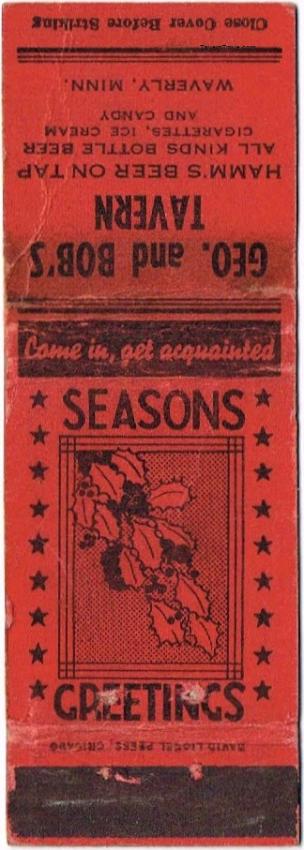 Close Cover Before Striking
GEO. and BOB'S
TAVERN
HAMM'S BEER ON TAP
ALL KINDS BOTTLE BEER
CIGARETTES, ICE CREAM
AND CANDY
WAVERLY, MINN.
Come in, get acquainted
SEASONS
GREETINGS
DAVID LIONEL PRESS, CHICAGO